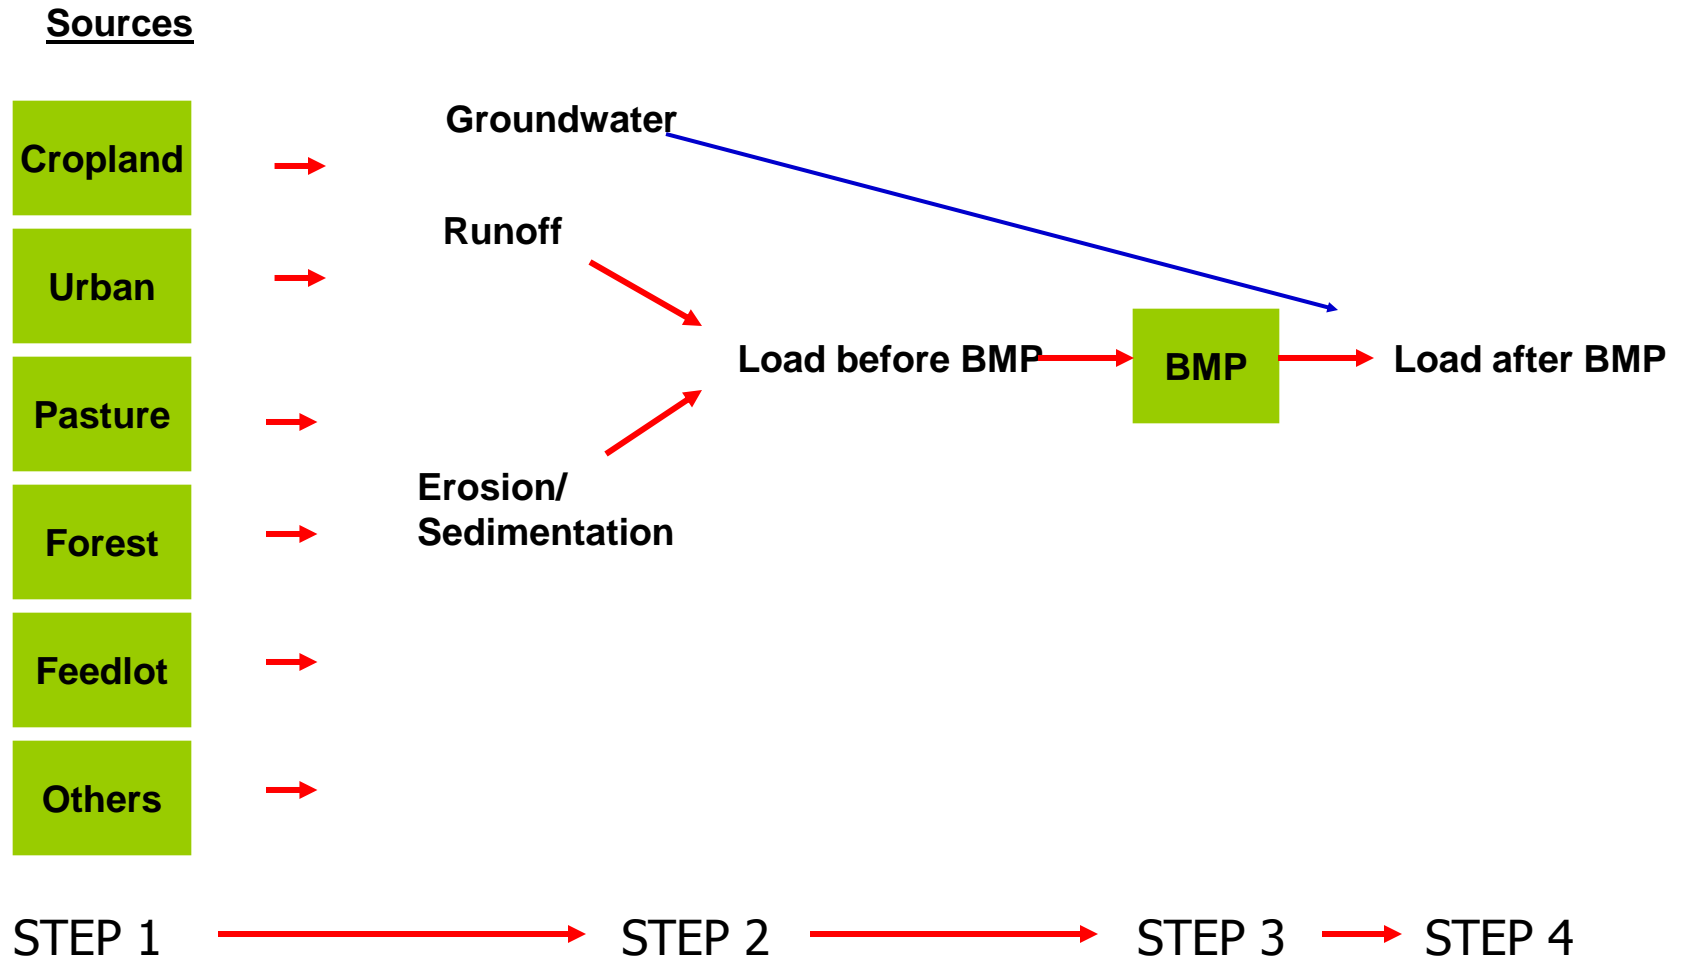 Sources
Cropland
Urban
Pasture
Forest
Feedlot
Others
Groundwater
Runoff
Erosion/
Sedimentation
Load before BMP
BMP
Load after BMP
STEP 1
STEP 2
STEP 3
STEP 4